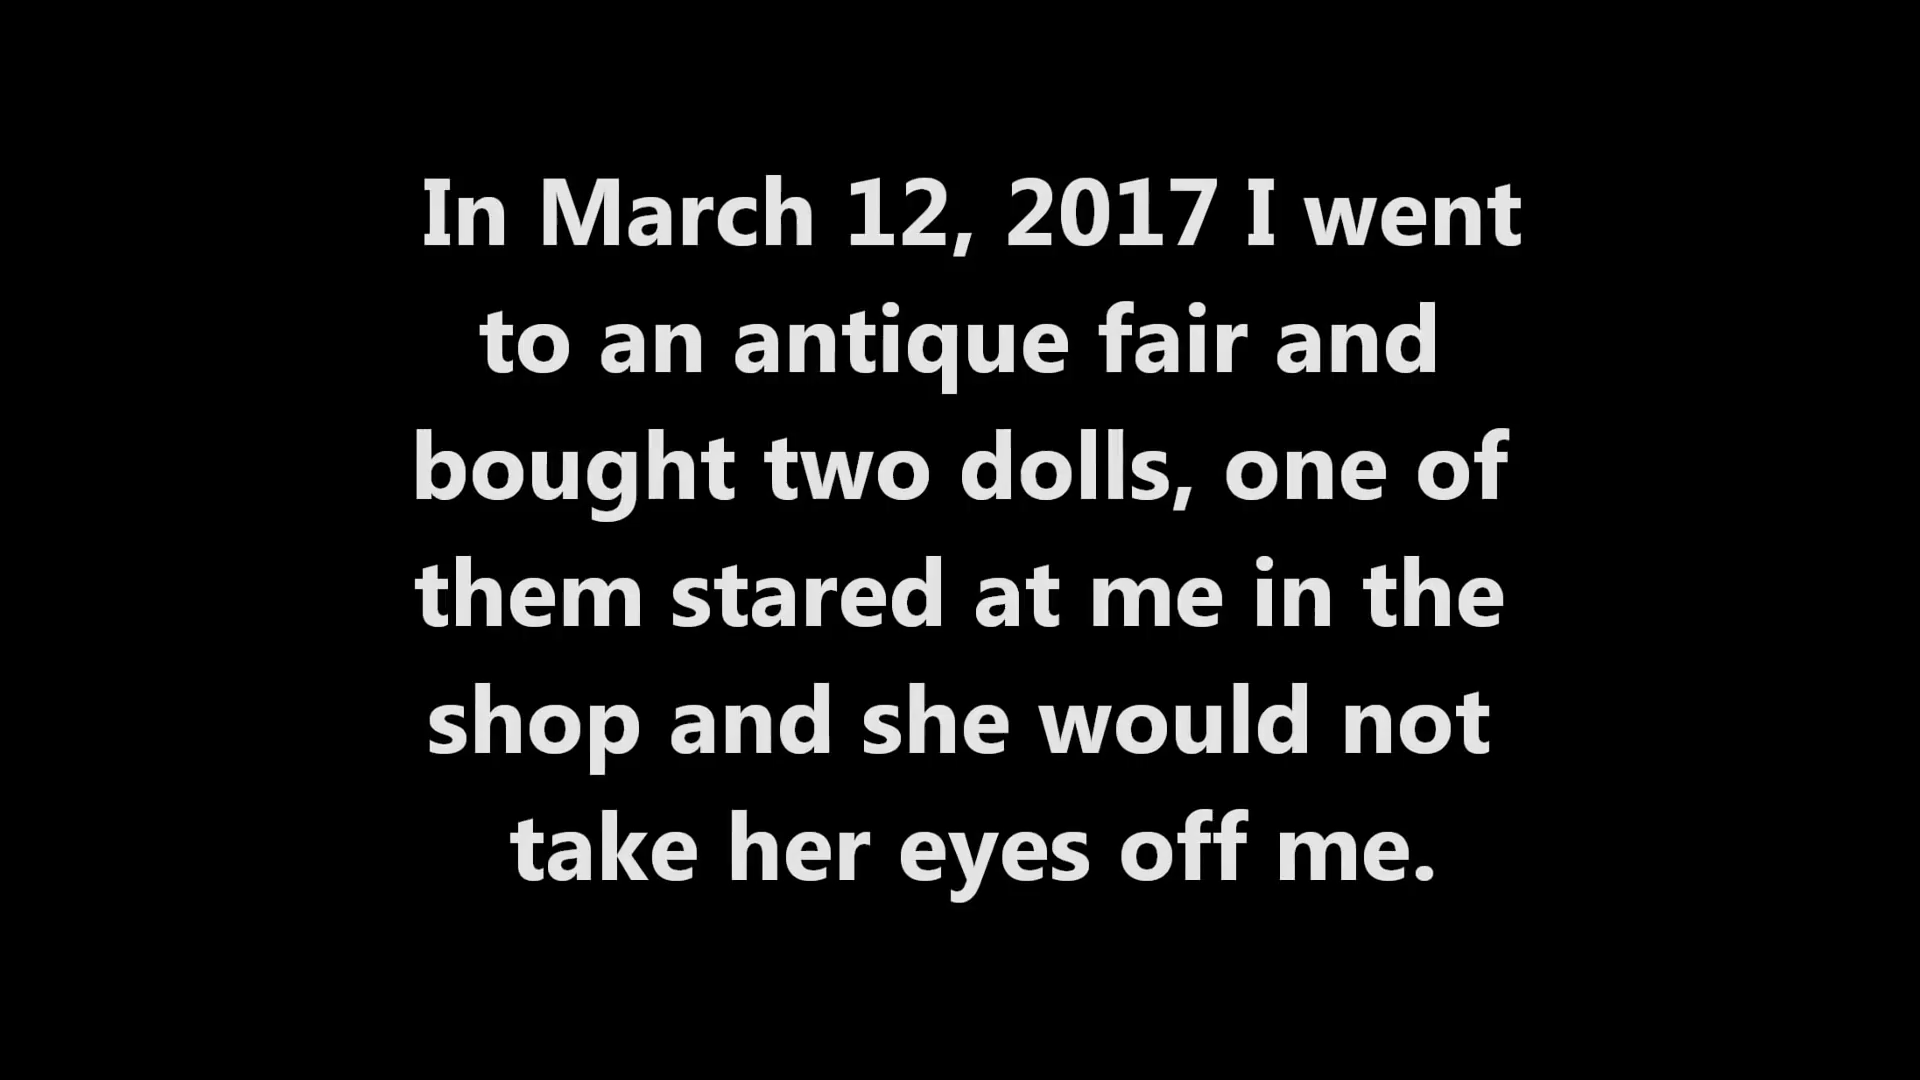 In March 12, 2017 I went
to an antique fair and
bought two dolls, one of
them stared at me in the
shop and she would not
take her eyes off me.